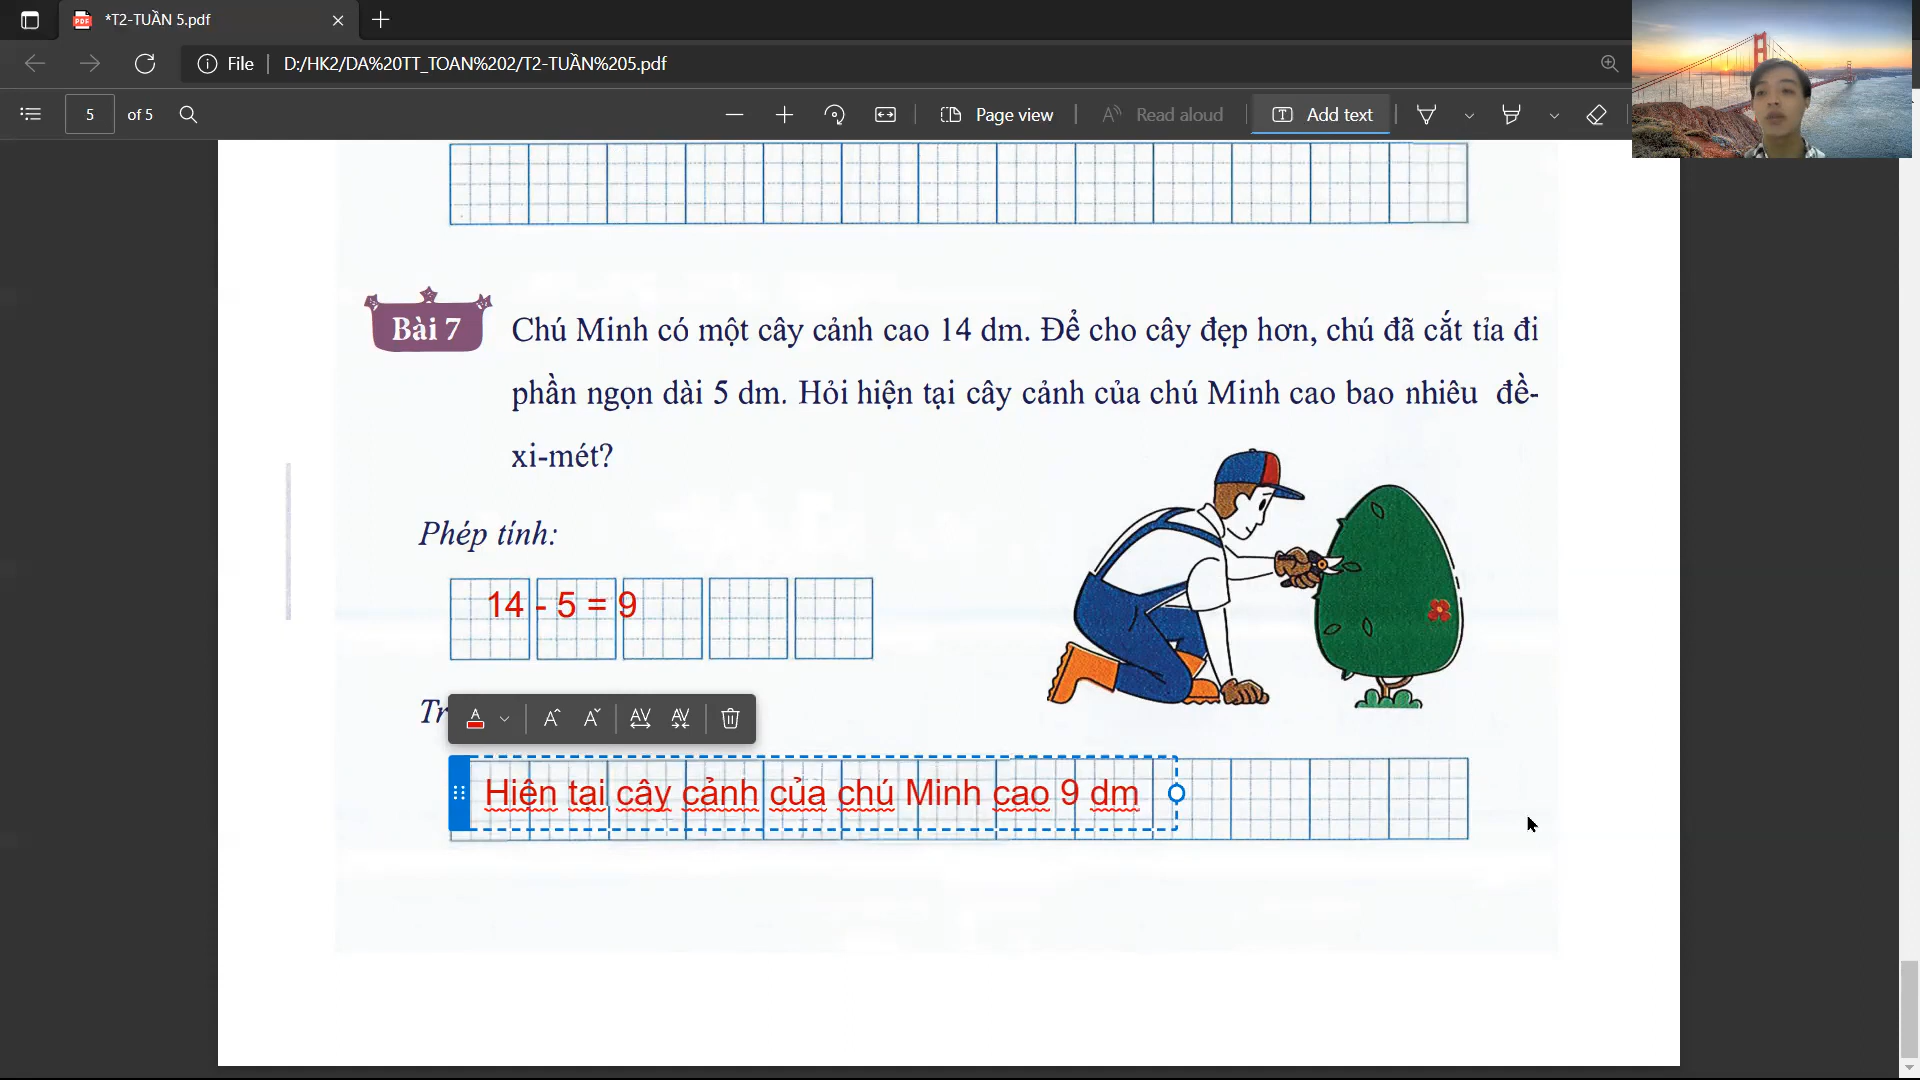 *T2-TUẦN 5.pdf
File D:/HK2/DA%20TT_TOAN%202/T2-TUẦN%205.pdf
5 of 5 Page view Read aloud Add text
Bài 7
Chú Minh có một cây cảnh cao 14 dm. Để cho cây đẹp hơn, chú đã cắt tỉa đi
phần ngọn dài 5 dm. Hỏi hiện tại cây cảnh của chú Minh cao bao nhiêu đề-
xi-mét?
Phép tính:
14 - 5 = 9
Tr
Hiện tại cây cảnh của chú Minh cao 9 dm